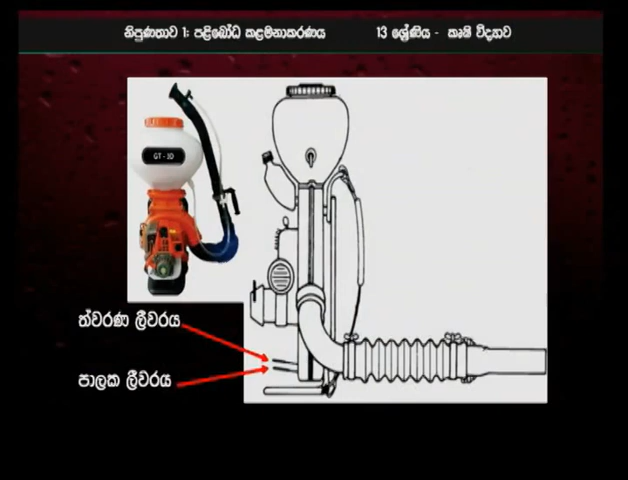 නිපුණතාව 1: පළිබෝධ කළමනාකරණය 13 ශ්‍රේණිය - කෘෂි විද්‍යාව
GT - 3D
ත්වරණ ලීවරය
පාලක ලීවරය